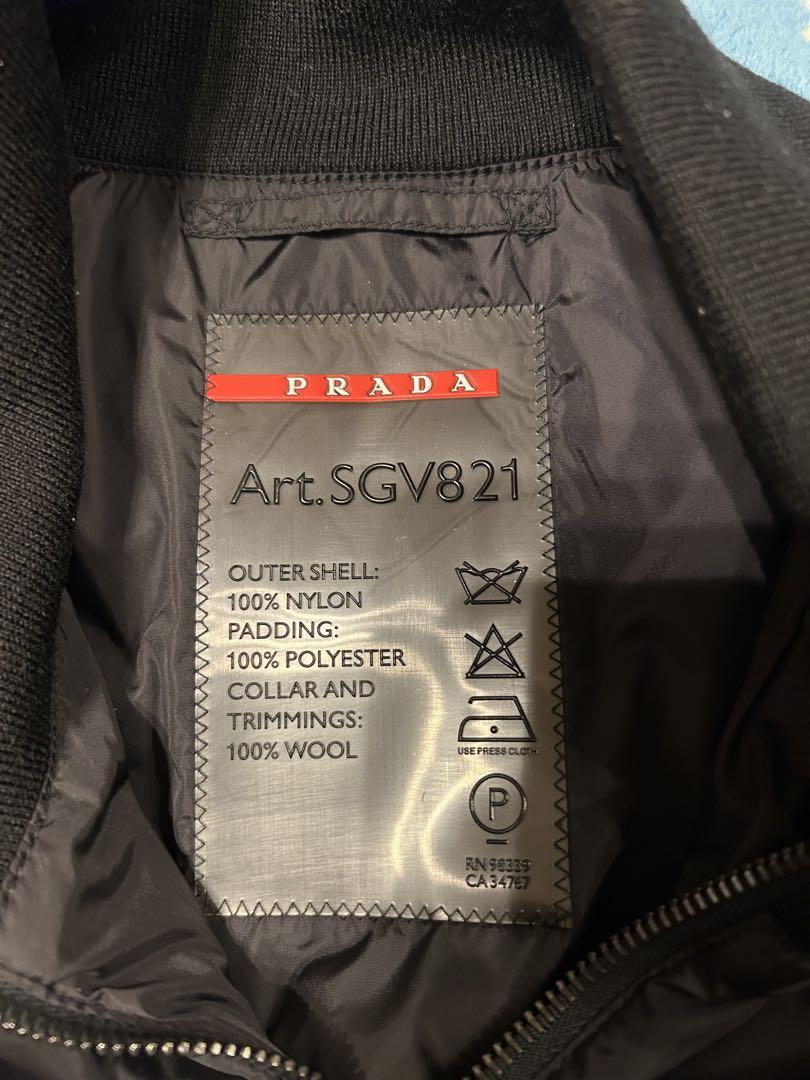 PRADA
Art.SGV821
OUTER SHELL:
100% NYLON
PADDING:
100% POLYESTER
COLLAR AND
TRIMMINGS:
100% WOOL
USE PRESS CLOTH
P
RN 98339
CA 34767